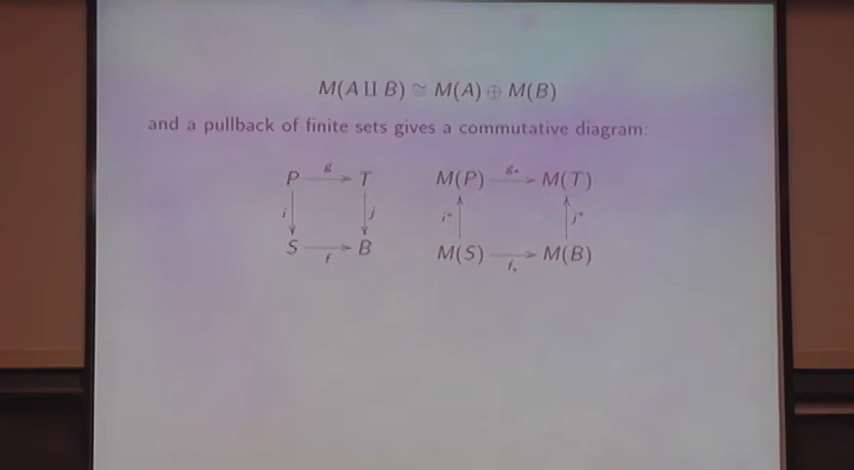 M(A ⨿ B) ≅ M(A) ⊕ M(B)
and a pullback of finite sets gives a commutative diagram:
P g T M(P) g* M(T)
i j i* j*
S f B M(S) f* M(B)